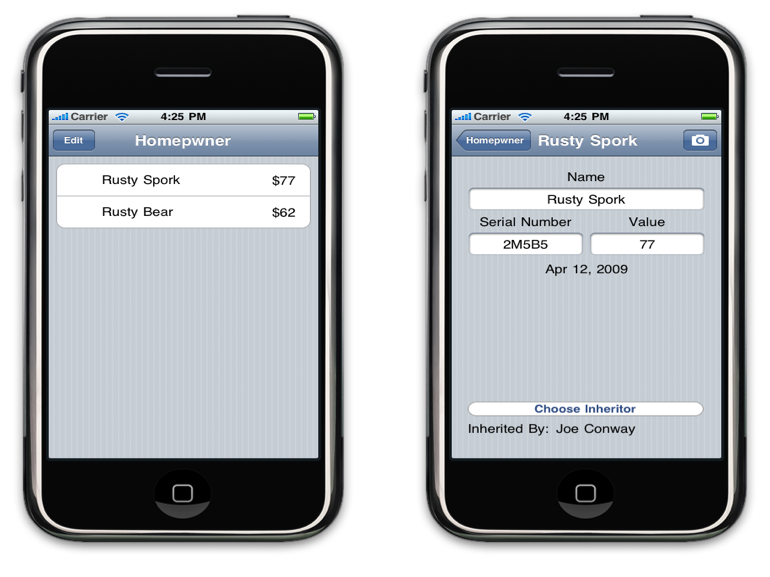 Carrier 4:25 PM
Edit Homepwner
Rusty Spork $77
Rusty Bear $62
Carrier 4:25 PM
Homepwner Rusty Spork
Name
Rusty Spork
Serial Number Value
2M5B5 77
Apr 12, 2009
Choose Inheritor
Inherited By: Joe Conway